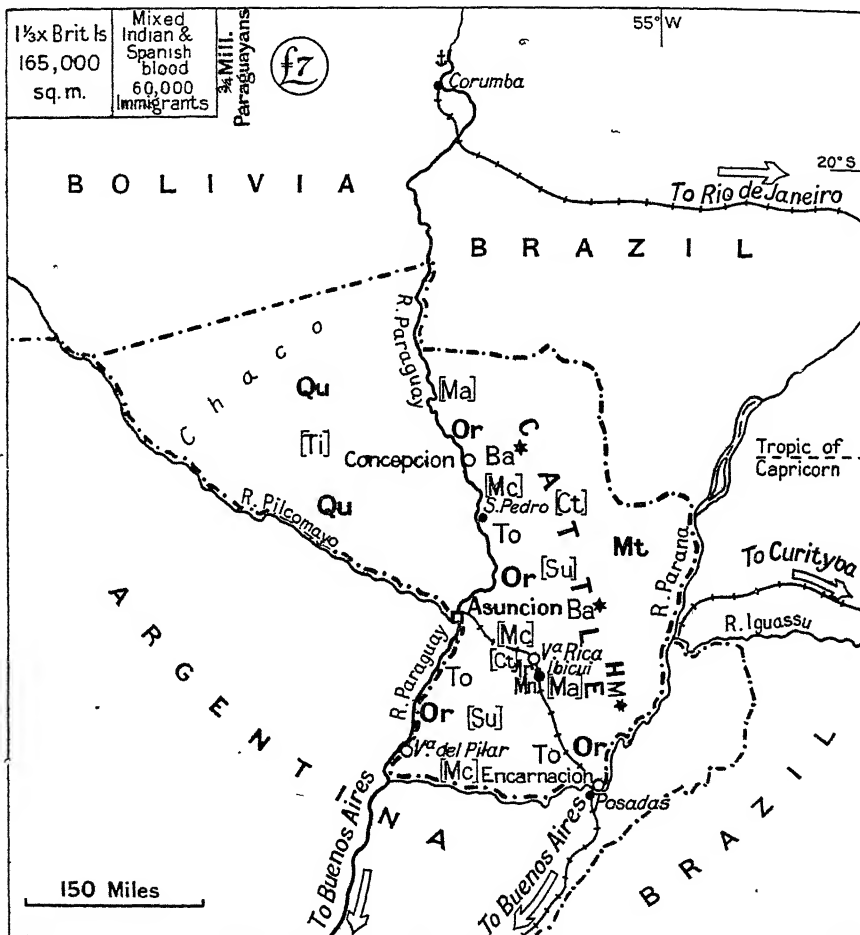 1⅓x Brit Is
165,000
sq. m.
Mixed
Indian &
Spanish
blood
60,000
Immigrants
¾ Mill.
Paraguayans
£7
55° W
Corumba
20° S
To Rio de Janeiro
BOLIVIA
BRAZIL
R. Paraguay
Chaco
Qu
[Ma]
Or
CATTLE
[Ti]
Concepcion
Ba*
Tropic of
Capricorn
[Mc]
S. Pedro
[Ct]
Qu
R. Pilcomayo
To
Mt
R. Parana
To Curityba
Or
[Su]
ARGENTINA
Asuncion
Ba*
R. Iguassu
[Mc]
R. Paraguay
Vª Rica
[Ct]
Ibicui
To
Mn
[Ma]
HM*
Or
[Su]
Vª. del Pilar
To
Or
[Mc]
Encarnacion
Posadas
To Buenos Aires
To Buenos Aires
BRAZIL
150 Miles